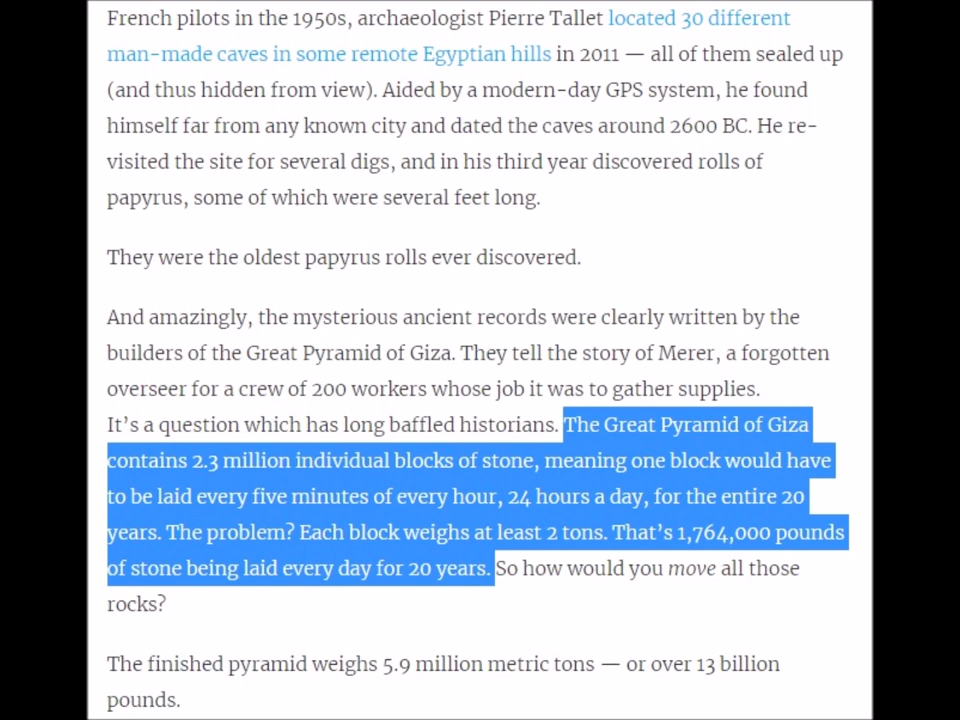 French pilots in the 1950s, archaeologist Pierre Tallet located 30 different
man-made caves in some remote Egyptian hills in 2011 — all of them sealed up
(and thus hidden from view). Aided by a modern-day GPS system, he found
himself far from any known city and dated the caves around 2600 BC. He re-
visited the site for several digs, and in his third year discovered rolls of
papyrus, some of which were several feet long.
They were the oldest papyrus rolls ever discovered.
And amazingly, the mysterious ancient records were clearly written by the
builders of the Great Pyramid of Giza. They tell the story of Merer, a forgotten
overseer for a crew of 200 workers whose job it was to gather supplies.
It's a question which has long baffled historians. The Great Pyramid of Giza
contains 2.3 million individual blocks of stone, meaning one block would have
to be laid every five minutes of every hour, 24 hours a day, for the entire 20
years. The problem? Each block weighs at least 2 tons. That's 1,764,000 pounds
of stone being laid every day for 20 years. So how would you move all those
rocks?
The finished pyramid weighs 5.9 million metric tons — or over 13 billion
pounds.